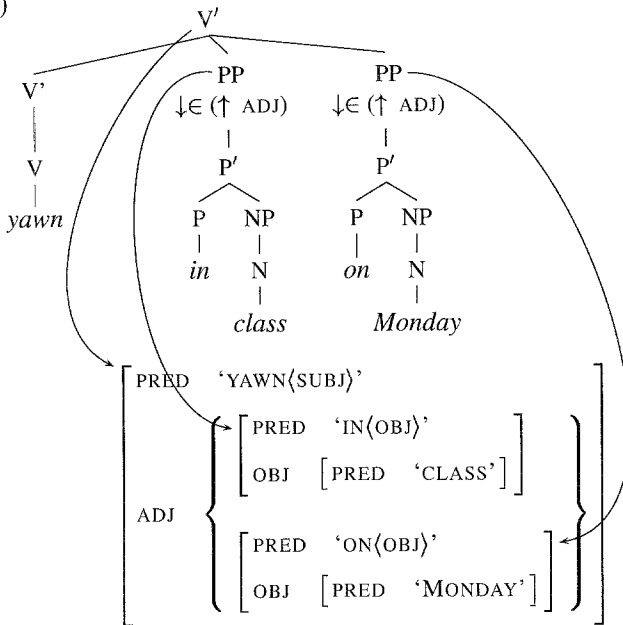 )
V′
V'
PP
PP
↓∈ (↑ ADJ)
↓∈ (↑ ADJ)
V
P′
P′
yawn
P
NP
P
NP
in
N
on
N
class
Monday
PRED ‘YAWN⟨SUBJ⟩’
PRED ‘IN⟨OBJ⟩’
OBJ [PRED ‘CLASS’]
ADJ
PRED ‘ON⟨OBJ⟩’
OBJ [PRED ‘MONDAY’]